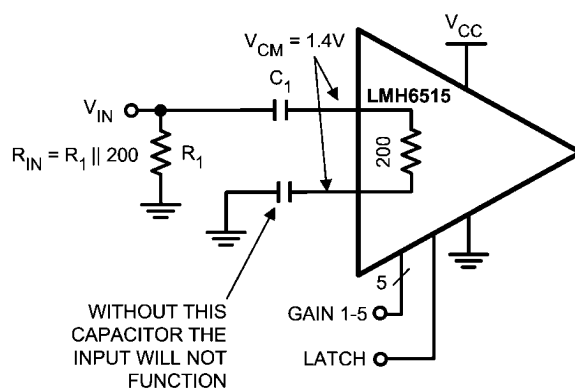 V_CC
V_CM = 1.4V
C_1
LMH6515
V_IN
R_IN = R_1 || 200
R_1
200
5
WITHOUT THIS
CAPACITOR THE
INPUT WILL NOT
FUNCTION
GAIN 1-5
LATCH